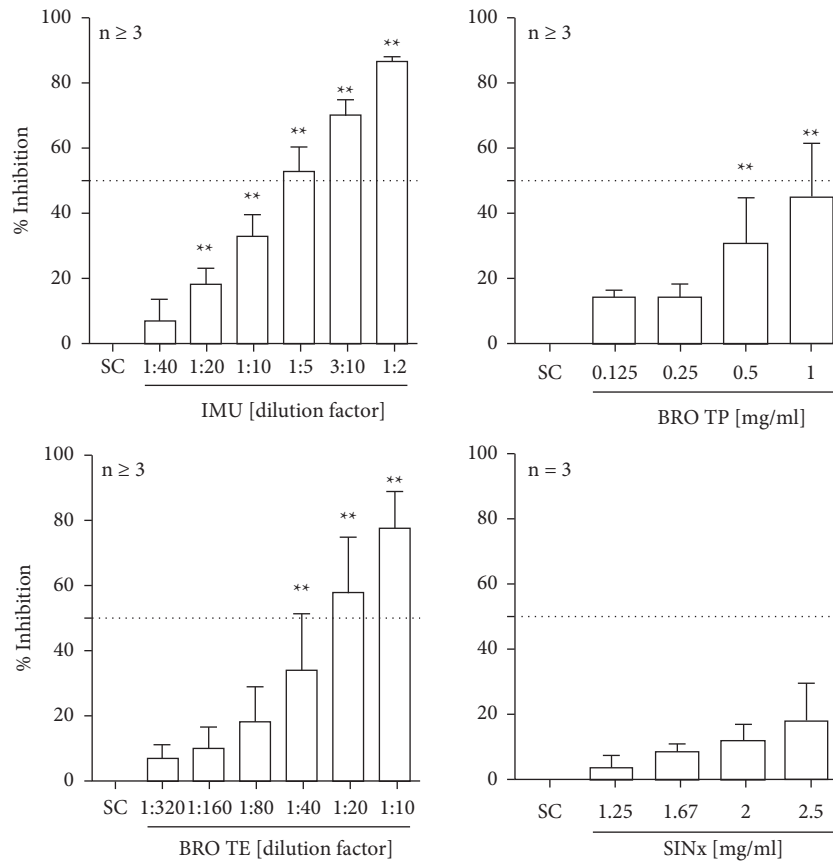 100
80
60
40
20
0
% Inhibition
n ≥ 3
** ** ** ** **
SC 1:40 1:20 1:10 1:5 3:10 1:2
IMU [dilution factor]
100
80
60
40
20
0
n ≥ 3
** **
SC 0.125 0.25 0.5 1
BRO TP [mg/ml]
100
80
60
40
20
0
% Inhibition
n ≥ 3
** ** **
SC 1:320 1:160 1:80 1:40 1:20 1:10
BRO TE [dilution factor]
100
80
60
40
20
0
n = 3
SC 1.25 1.67 2 2.5
SINx [mg/ml]